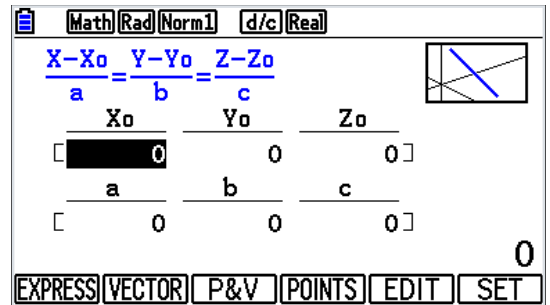 Math Rad Norm1 d/c Real
X-Xo Y-Yo Z-Zo
= =
a b c
Xo Yo Zo
[ 0 0 0 ]
a b c
[ 0 0 0 ]
0
EXPRESS VECTOR P&V POINTS EDIT SET